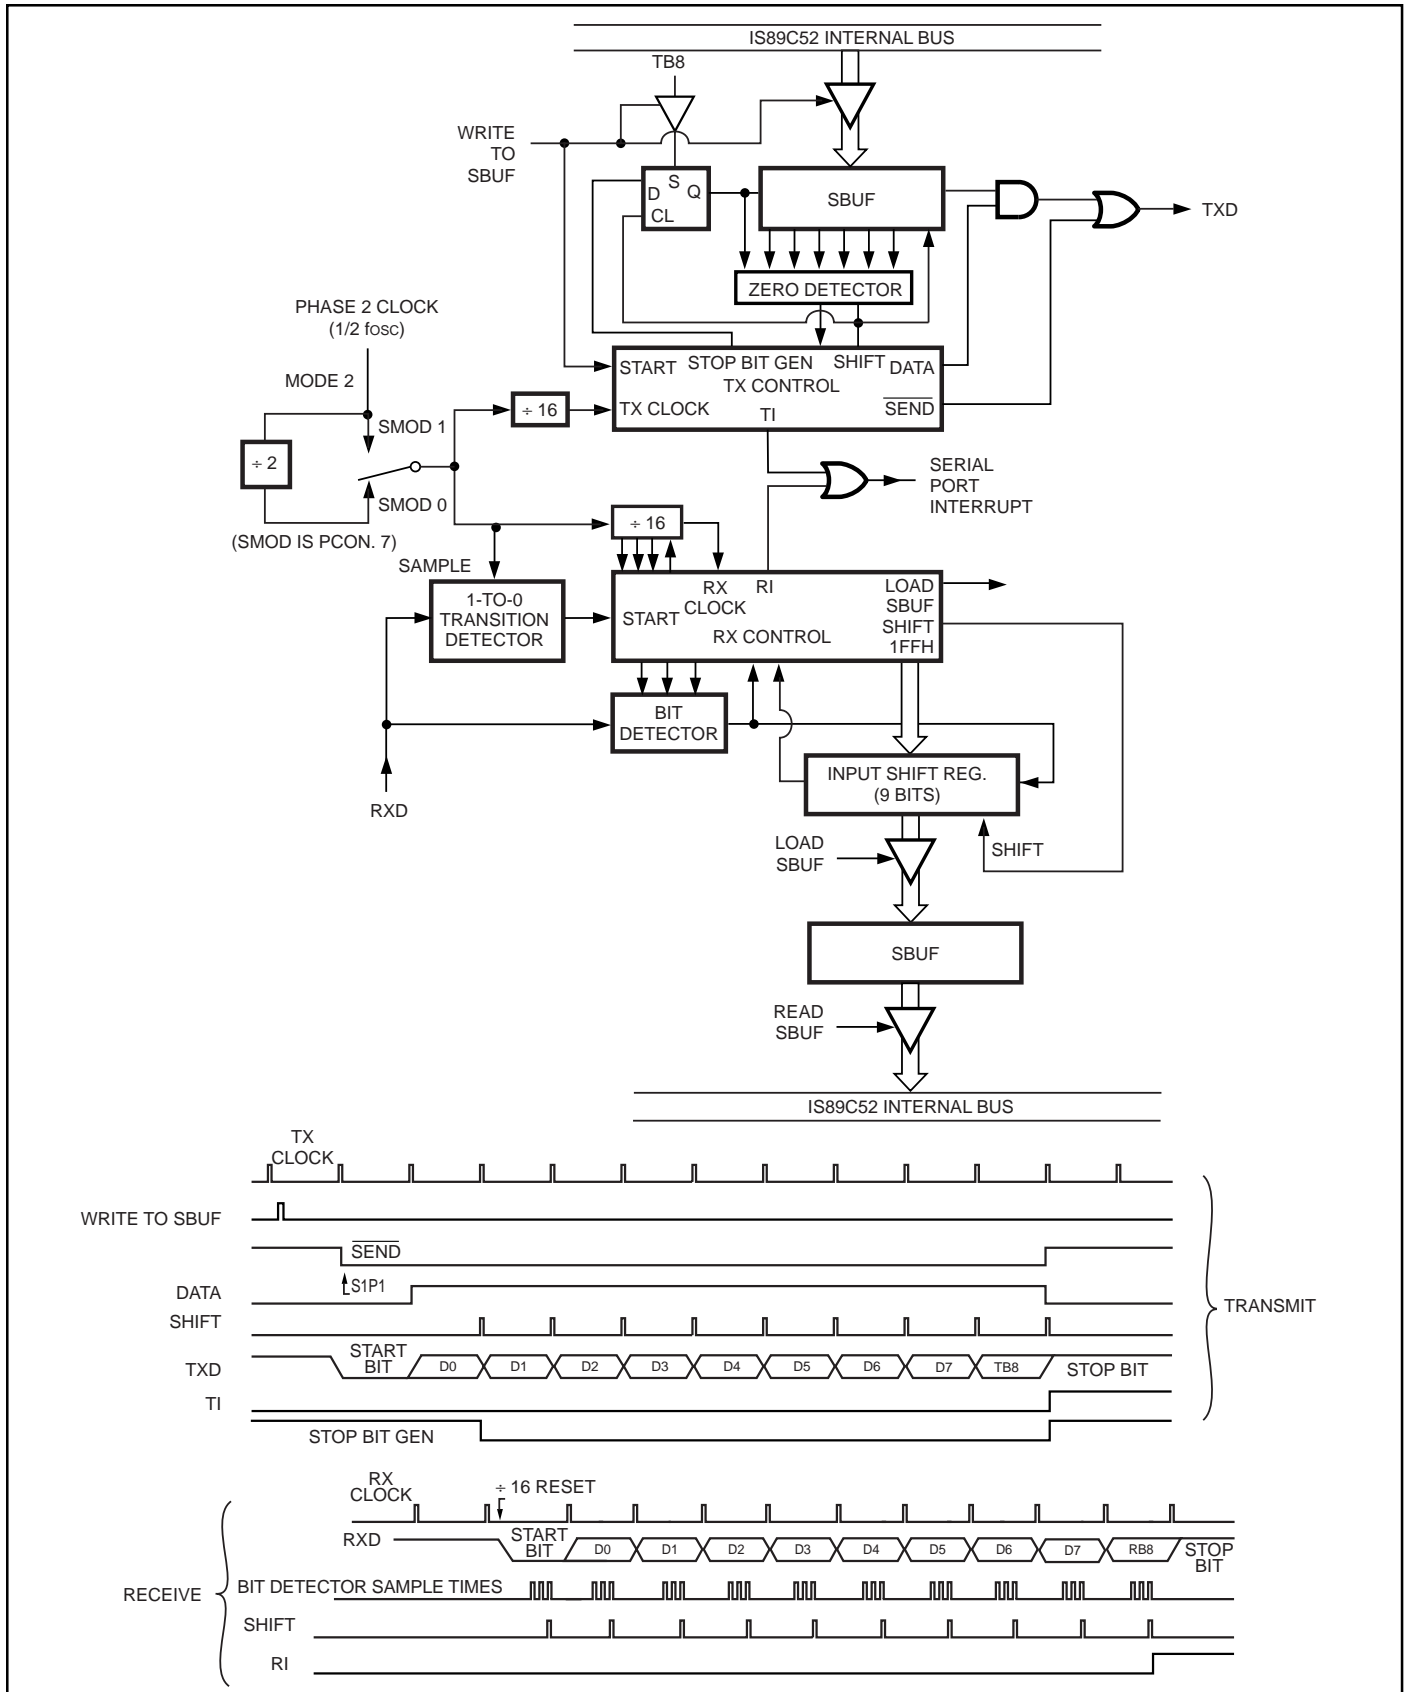 IS89C52 INTERNAL BUS
TB8
WRITE
TO
SBUF
D S Q
CL
SBUF
TXD
ZERO DETECTOR
PHASE 2 CLOCK
(1/2 fosc)
MODE 2
SMOD 1
÷ 2
SMOD 0
(SMOD IS PCON. 7)
÷ 16
START
STOP BIT GEN
SHIFT
DATA
TX CONTROL
TX CLOCK
TI
SEND
SERIAL
PORT
INTERRUPT
÷ 16
SAMPLE
1-TO-0
TRANSITION
DETECTOR
RX
CLOCK
RI
START
RX CONTROL
LOAD
SBUF
SHIFT
1FFH
BIT
DETECTOR
RXD
INPUT SHIFT REG.
(9 BITS)
LOAD
SBUF
SHIFT
SBUF
READ
SBUF
IS89C52 INTERNAL BUS
TX
CLOCK
WRITE TO SBUF
SEND
S1P1
DATA
SHIFT
TXD
START
BIT
D0 D1 D2 D3 D4 D5 D6 D7 TB8 STOP BIT
TI
STOP BIT GEN
TRANSMIT
RX
CLOCK
÷ 16 RESET
RXD
START
BIT
D0 D1 D2 D3 D4 D5 D6 D7 RB8 STOP
BIT
RECEIVE
BIT DETECTOR SAMPLE TIMES
SHIFT
RI